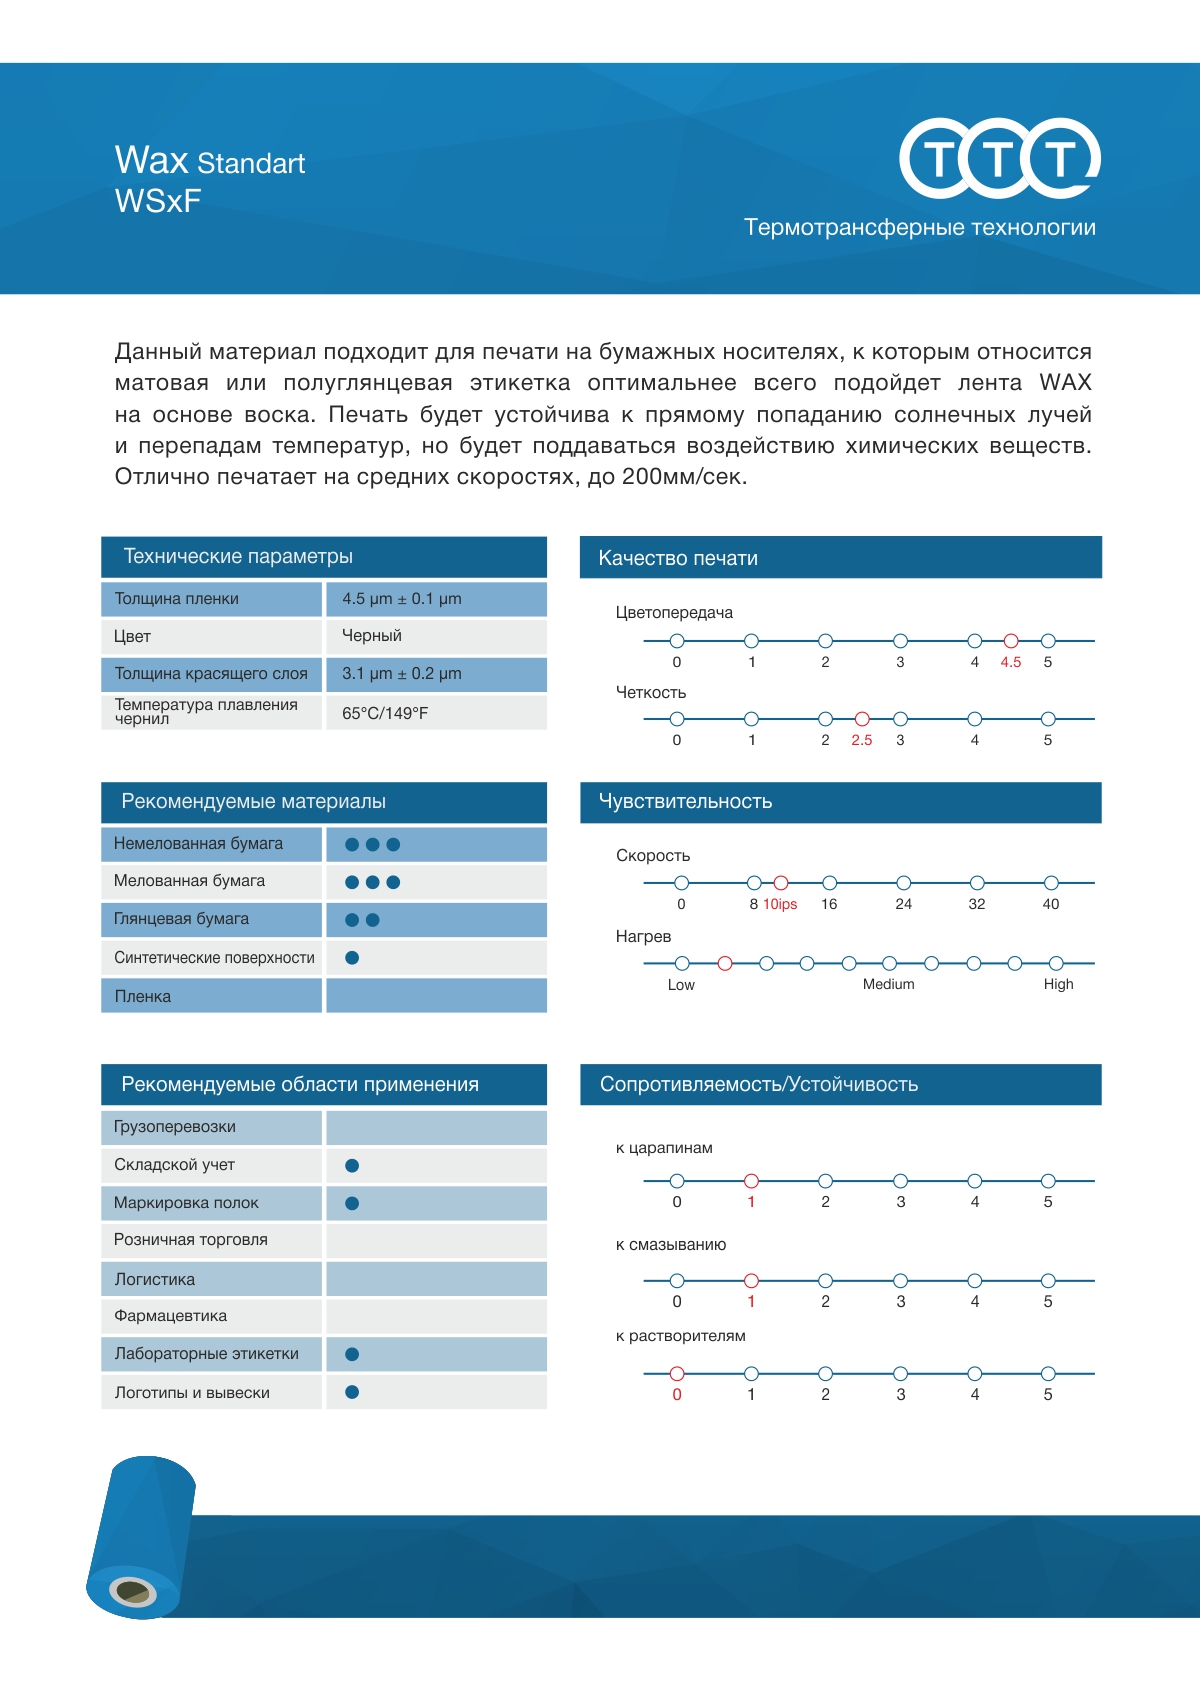 Wax Standart
WSxF
TTT
Термотрансферные технологии
Данный материал подходит для печати на бумажных носителях, к которым относится
матовая или полуглянцевая этикетка оптимальнее всего подойдет лента WAX
на основе воска. Печать будет устойчива к прямому попаданию солнечных лучей
и перепадам температур, но будет поддаваться воздействию химических веществ.
Отлично печатает на средних скоростях, до 200мм/сек.
Технические параметры
Толщина пленки 4.5 µm ± 0.1 µm
Цвет Черный
Толщина красящего слоя 3.1 µm ± 0.2 µm
Температура плавления
чернил 65°C/149°F
Качество печати
Цветопередача
0 1 2 3 4 4.5 5
Четкость
0 1 2 2.5 3 4 5
Рекомендуемые материалы
Немелованная бумага
Мелованная бумага
Глянцевая бумага
Синтетические поверхности
Пленка
Чувствительность
Скорость
0 8 10ips 16 24 32 40
Нагрев
Low Medium High
Рекомендуемые области применения
Грузоперевозки
Складской учет
Маркировка полок
Розничная торговля
Логистика
Фармацевтика
Лабораторные этикетки
Логотипы и вывески
Сопротивляемость/Устойчивость
к царапинам
0 1 2 3 4 5
к смазыванию
0 1 2 3 4 5
к растворителям
0 1 2 3 4 5